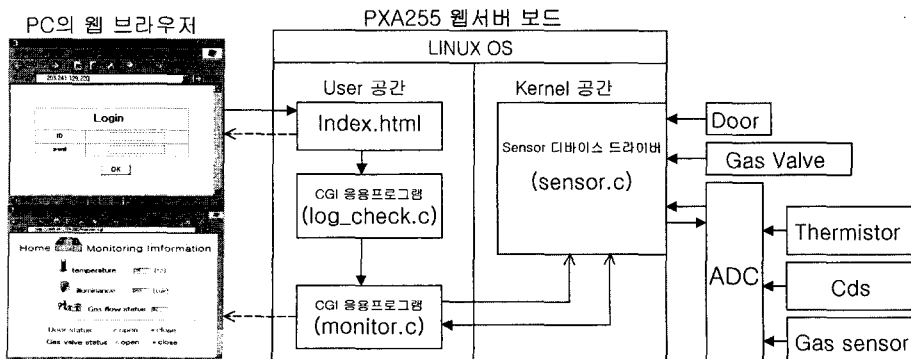 PC의 웹 브라우저
PXA255 웹서버 보드
LINUX OS
User 공간
Kernel 공간
Login
ID
OK
Index.html
CGI 응용프로그램
(log_check.c)
CGI 응용프로그램
(monitor.c)
Sensor 디바이스 드라이버
(sensor.c)
Door
Gas Valve
ADC
Thermistor
Cds
Gas sensor
Home Monitoring Imformation
temperature
illuminance
Gas flow status
Door status open close
Gas valve status open close